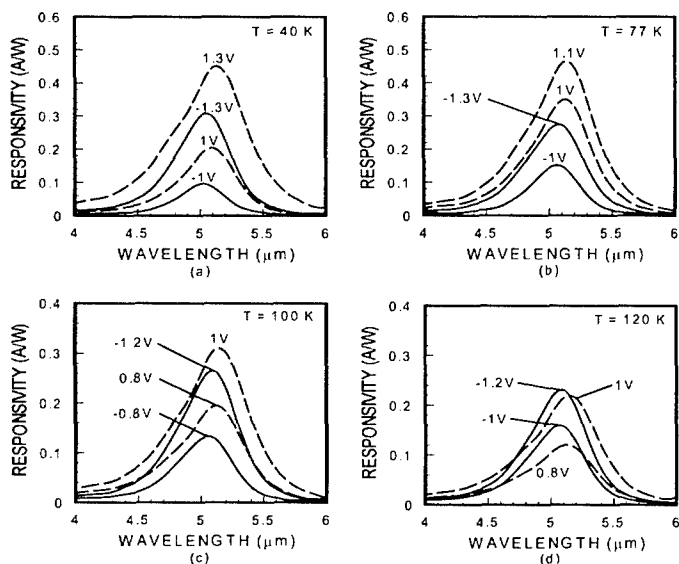 RESPONSIVITY (A/W)
0.6
0.5
0.4
0.3
0.2
0.1
0
T = 40 K
1.3V
-1.3V
1V
-1V
4
4.5
5
5.5
6
WAVELENGTH (μm)
(a)
RESPONSIVITY (A/W)
0.6
0.5
0.4
0.3
0.2
0.1
0
T = 77 K
1.1V
1V
-1.3V
-1V
4
4.5
5
5.5
6
WAVELENGTH (μm)
(b)
RESPONSIVITY (A/W)
0.4
0.3
0.2
0.1
0
T = 100 K
1V
-1.2V
0.8V
-0.8V
4
4.5
5
5.5
6
WAVELENGTH (μm)
(c)
RESPONSIVITY (A/W)
0.4
0.3
0.2
0.1
0
T = 120 K
-1.2V
1V
-1V
0.8V
4
4.5
5
5.5
6
WAVELENGTH (μm)
(d)